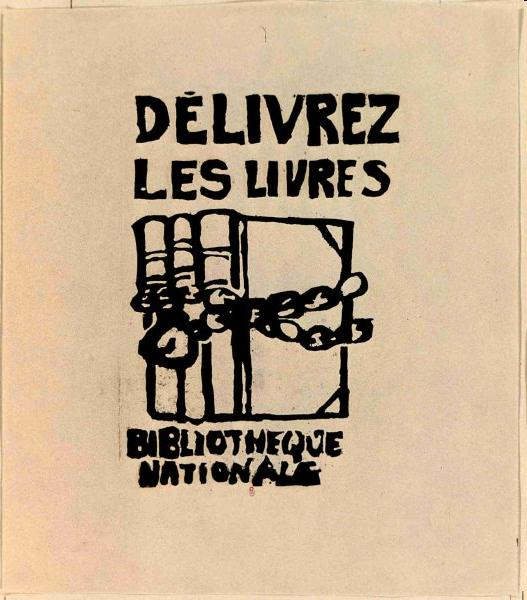 DÉLIVREZ
LES LIVRES
BIBLIOTHEQUE
NATIONALE